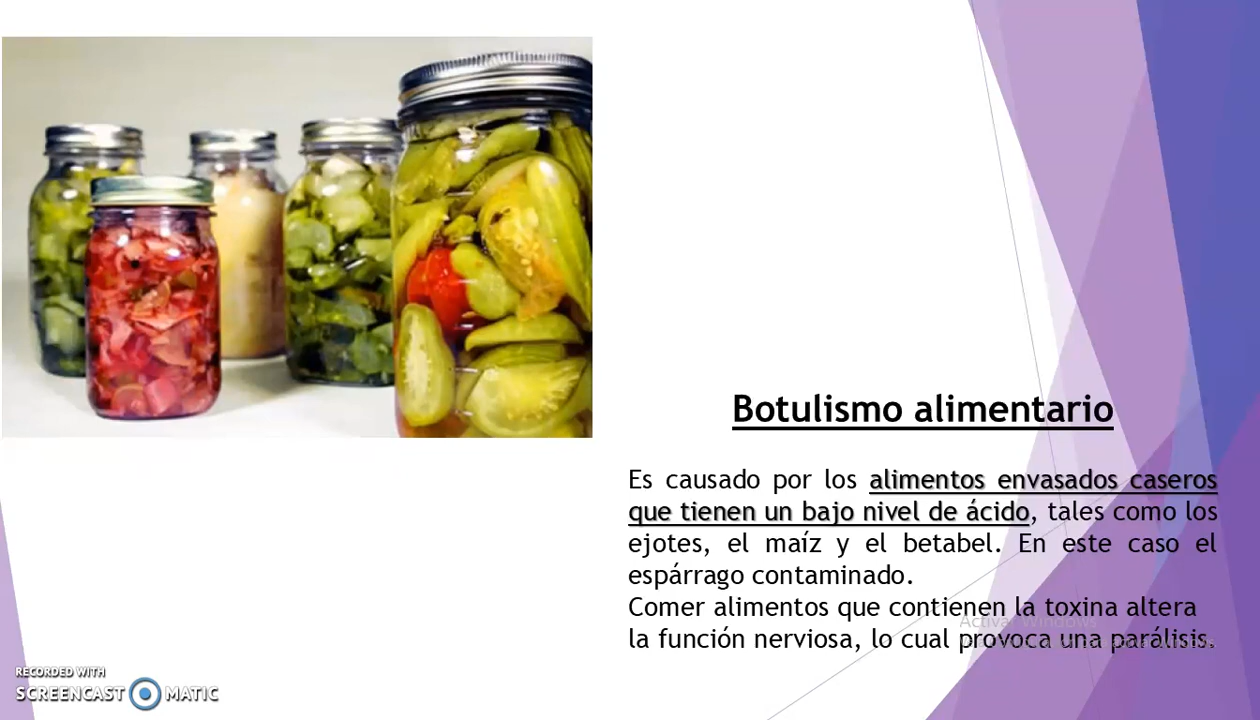 Botulismo alimentario
Es causado por los alimentos envasados caseros
que tienen un bajo nivel de ácido, tales como los
ejotes, el maíz y el betabel. En este caso el
espárrago contaminado.
Comer alimentos que contienen la toxina altera
Activar Windows
la función nerviosa, lo cual provoca una parálisis.
RECORDED WITH
SCREENCAST MATIC